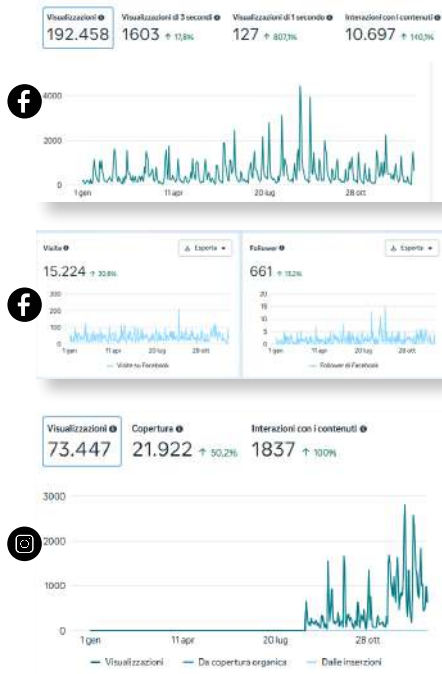 Visualizzazioni Visualizzazioni di 3 secondi Visualizzazioni di 1 secondo Interazioni con i contenuti
192.458 1603 ↑ 17,8% 127 ↑ 807,1% 10.697 ↑ 140,1%
4000
2000
0
1 gen 11 apr 20 lug 28 ott
Visite Esporta Follower Esporta
15.224 ↑ 30,8% 661 ↑ 13,2%
300 20
200 15
100 10
5
0 0
1 gen 11 apr 20 lug 28 ott 1 gen 11 apr 20 lug 28 ott
Visite su Facebook Follower di Facebook
Visualizzazioni Copertura Interazioni con i contenuti
73.447 21.922 ↑ 50,2% 1837 ↑ 100%
3000
2000
1000
0
1 gen 11 apr 20 lug 28 ott
Visualizzazioni Da copertura organica Dalle inserzioni